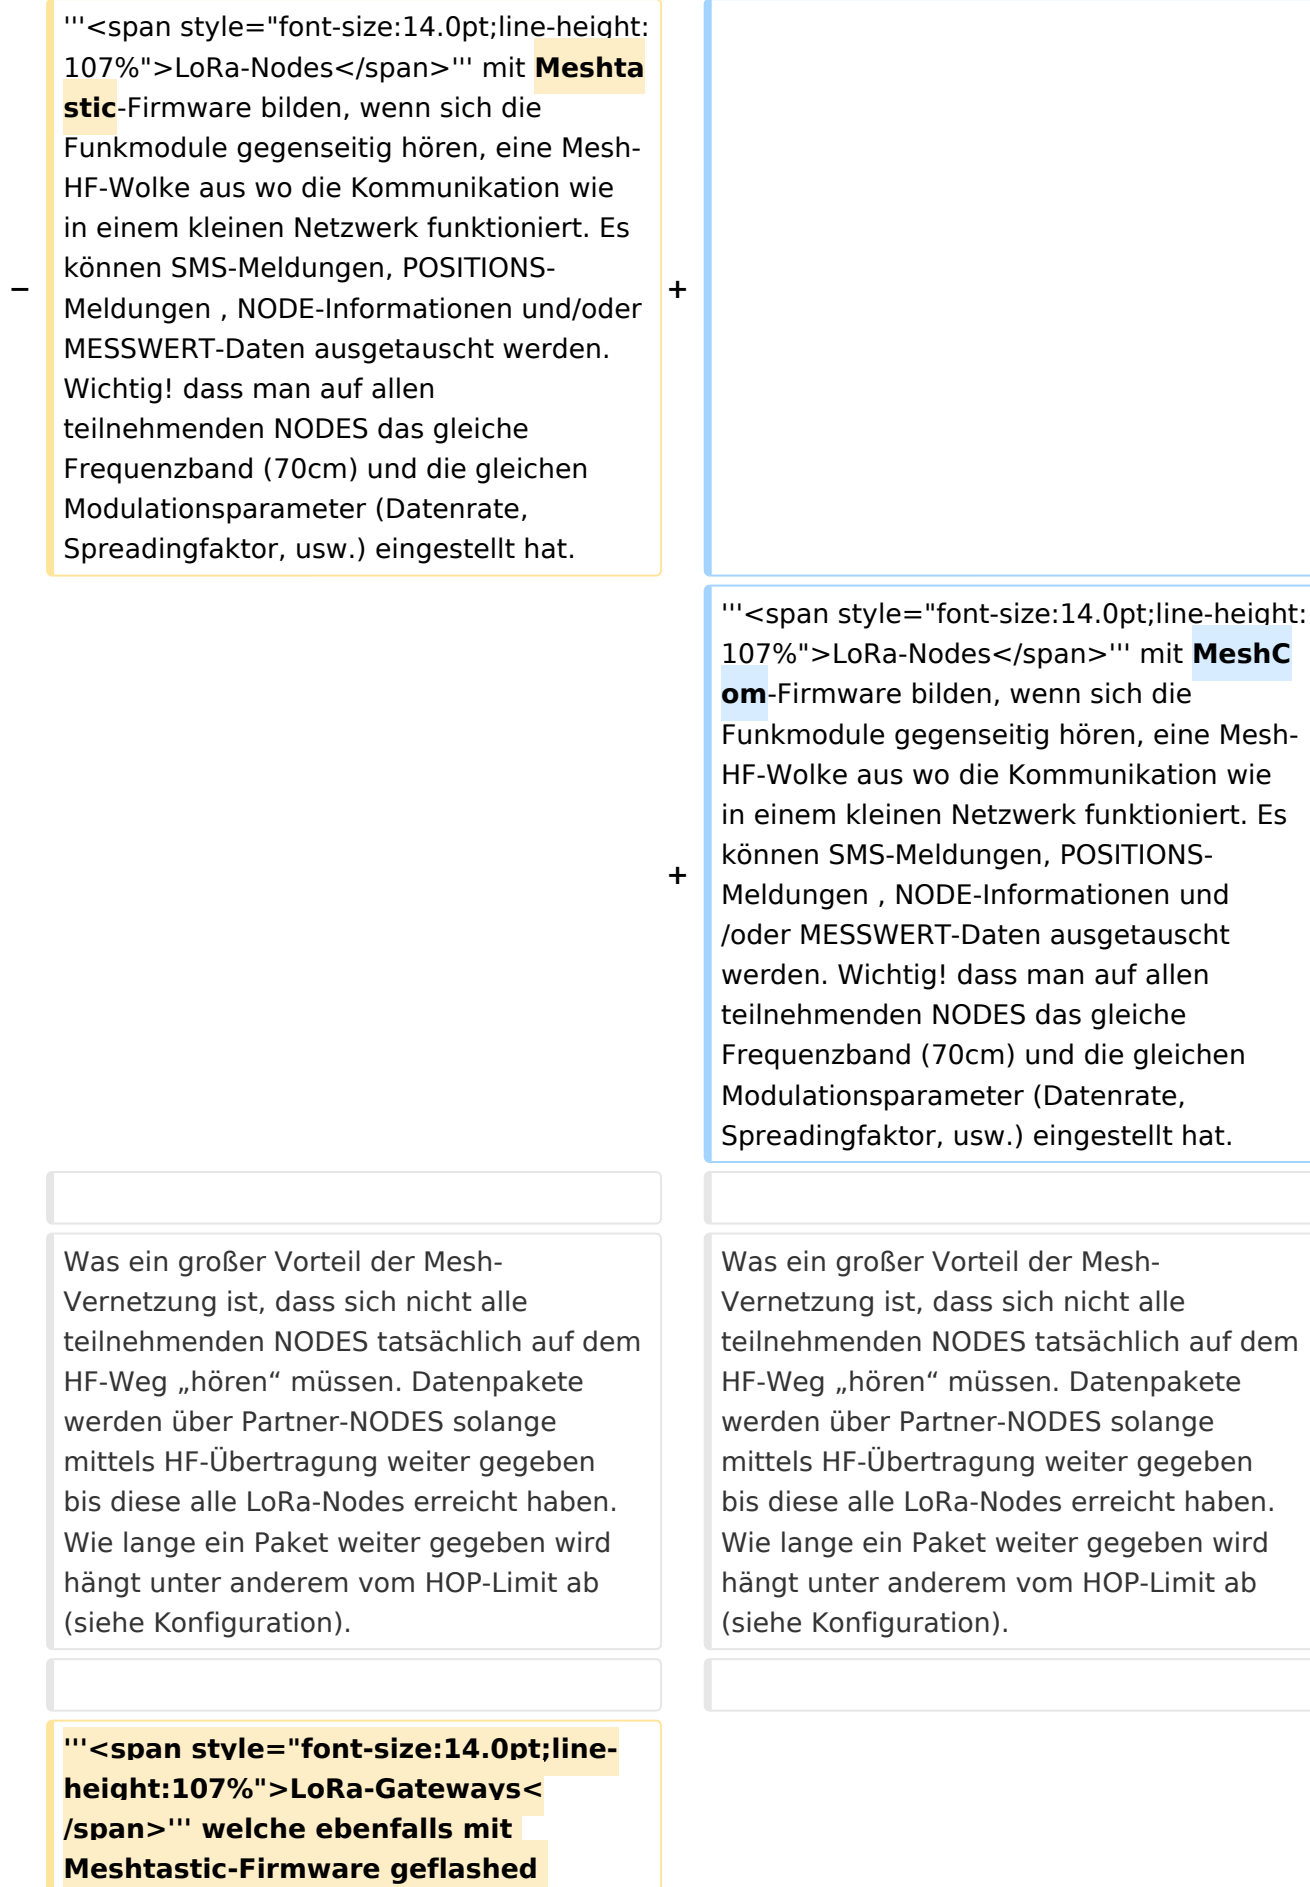 '''<span style="font-size:14.0pt;line-height:
107%">LoRa-Nodes</span>''' mit Meshta
stic-Firmware bilden, wenn sich die
Funkmodule gegenseitig hören, eine Mesh-
HF-Wolke aus wo die Kommunikation wie
in einem kleinen Netzwerk funktioniert. Es
können SMS-Meldungen, POSITIONS-
− Meldungen , NODE-Informationen und/oder +
MESSWERT-Daten ausgetauscht werden.
Wichtig! dass man auf allen
teilnehmenden NODES das gleiche
Frequenzband (70cm) und die gleichen
Modulationsparameter (Datenrate,
Spreadingfaktor, usw.) eingestellt hat.
'''<span style="font-size:14.0pt;line-height:
107%">LoRa-Nodes</span>''' mit MeshC
om-Firmware bilden, wenn sich die
Funkmodule gegenseitig hören, eine Mesh-
HF-Wolke aus wo die Kommunikation wie
in einem kleinen Netzwerk funktioniert. Es
können SMS-Meldungen, POSITIONS-
+ Meldungen , NODE-Informationen und
/oder MESSWERT-Daten ausgetauscht
werden. Wichtig! dass man auf allen
teilnehmenden NODES das gleiche
Frequenzband (70cm) und die gleichen
Modulationsparameter (Datenrate,
Spreadingfaktor, usw.) eingestellt hat.
Was ein großer Vorteil der Mesh-
Vernetzung ist, dass sich nicht alle
teilnehmenden NODES tatsächlich auf dem
HF-Weg „hören“ müssen. Datenpakete
werden über Partner-NODES solange
mittels HF-Übertragung weiter gegeben
bis diese alle LoRa-Nodes erreicht haben.
Wie lange ein Paket weiter gegeben wird
hängt unter anderem vom HOP-Limit ab
(siehe Konfiguration).
Was ein großer Vorteil der Mesh-
Vernetzung ist, dass sich nicht alle
teilnehmenden NODES tatsächlich auf dem
HF-Weg „hören“ müssen. Datenpakete
werden über Partner-NODES solange
mittels HF-Übertragung weiter gegeben
bis diese alle LoRa-Nodes erreicht haben.
Wie lange ein Paket weiter gegeben wird
hängt unter anderem vom HOP-Limit ab
(siehe Konfiguration).
'''<span style="font-size:14.0pt;line-
height:107%">LoRa-Gateways<
/span>''' welche ebenfalls mit
Meshtastic-Firmware geflashed